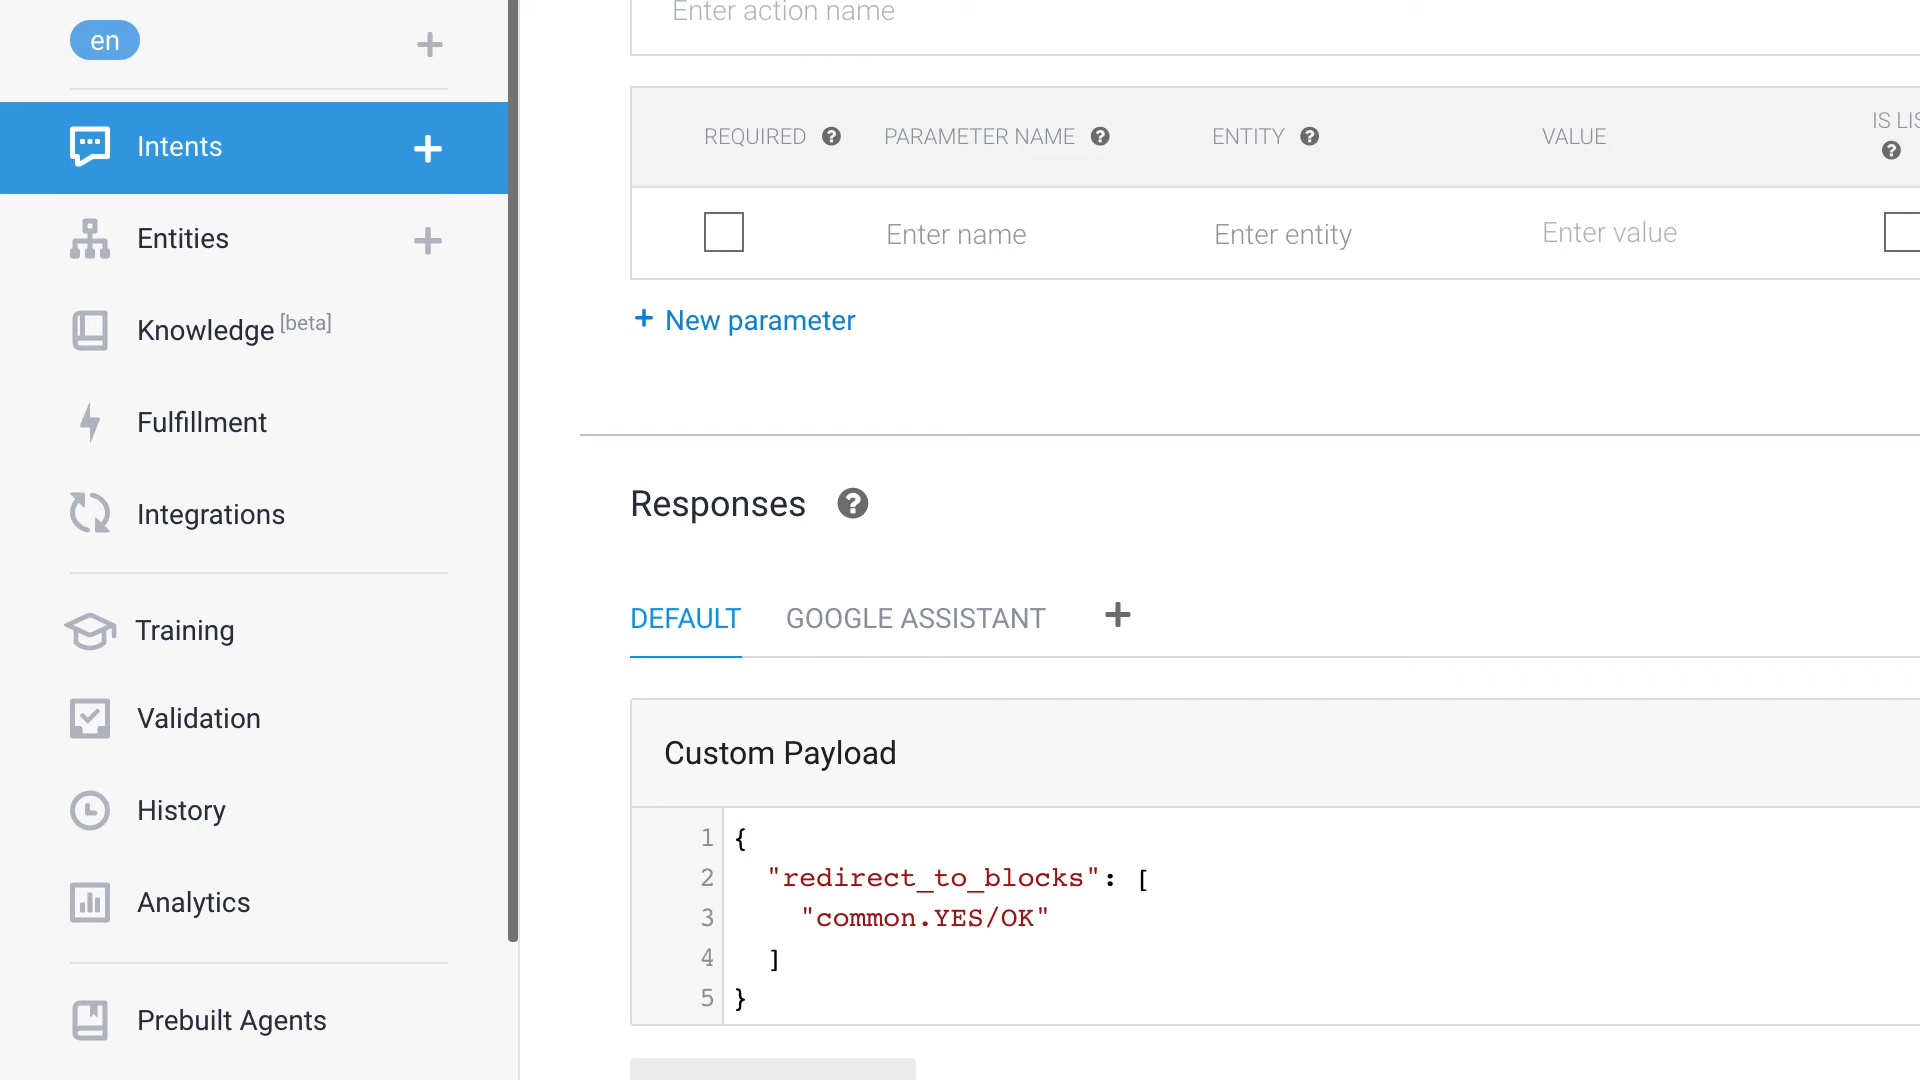 en
Intents
Entities
Knowledge [beta]
Fulfillment
Integrations
Training
Validation
History
Analytics
Prebuilt Agents
Enter action name
REQUIRED PARAMETER NAME ENTITY VALUE IS LIS
Enter name Enter entity Enter value
+ New parameter
Responses
DEFAULT GOOGLE ASSISTANT
Custom Payload
1 {
2 "redirect_to_blocks": [
3 "common.YES/OK"
4 ]
5 }